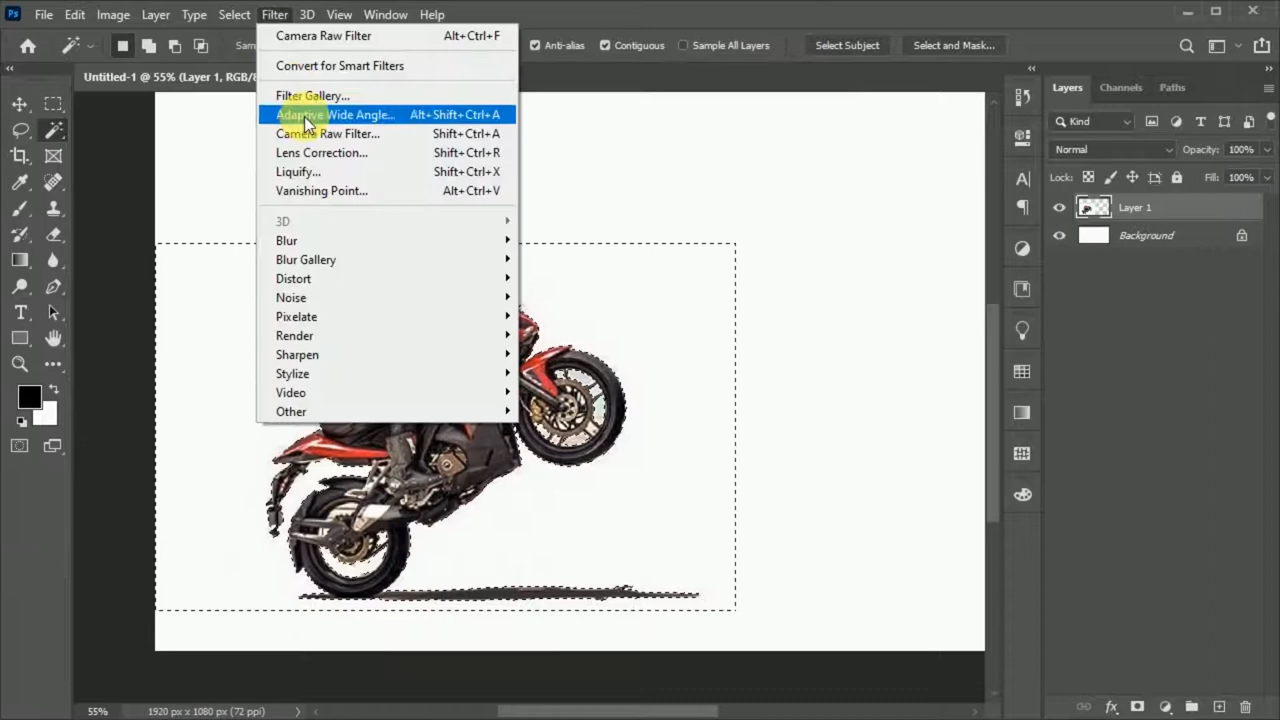 Ps File Edit Image Layer Type Select Filter 3D View Window Help
Anti-alias Contiguous Sample All Layers Select Subject Select and Mask...
Untitled-1 @ 55% (Layer 1, RGB/8
Camera Raw Filter Alt+Ctrl+F
Convert for Smart Filters
Filter Gallery...
Adaptive Wide Angle... Alt+Shift+Ctrl+A
Camera Raw Filter... Shift+Ctrl+A
Lens Correction... Shift+Ctrl+R
Liquify... Shift+Ctrl+X
Vanishing Point... Alt+Ctrl+V
3D
Blur
Blur Gallery
Distort
Noise
Pixelate
Render
Sharpen
Stylize
Video
Other
Layers Channels Paths
Kind
Normal Opacity: 100%
Lock: Fill: 100%
Layer 1
Background
55% 1920 px x 1080 px (72 ppi)